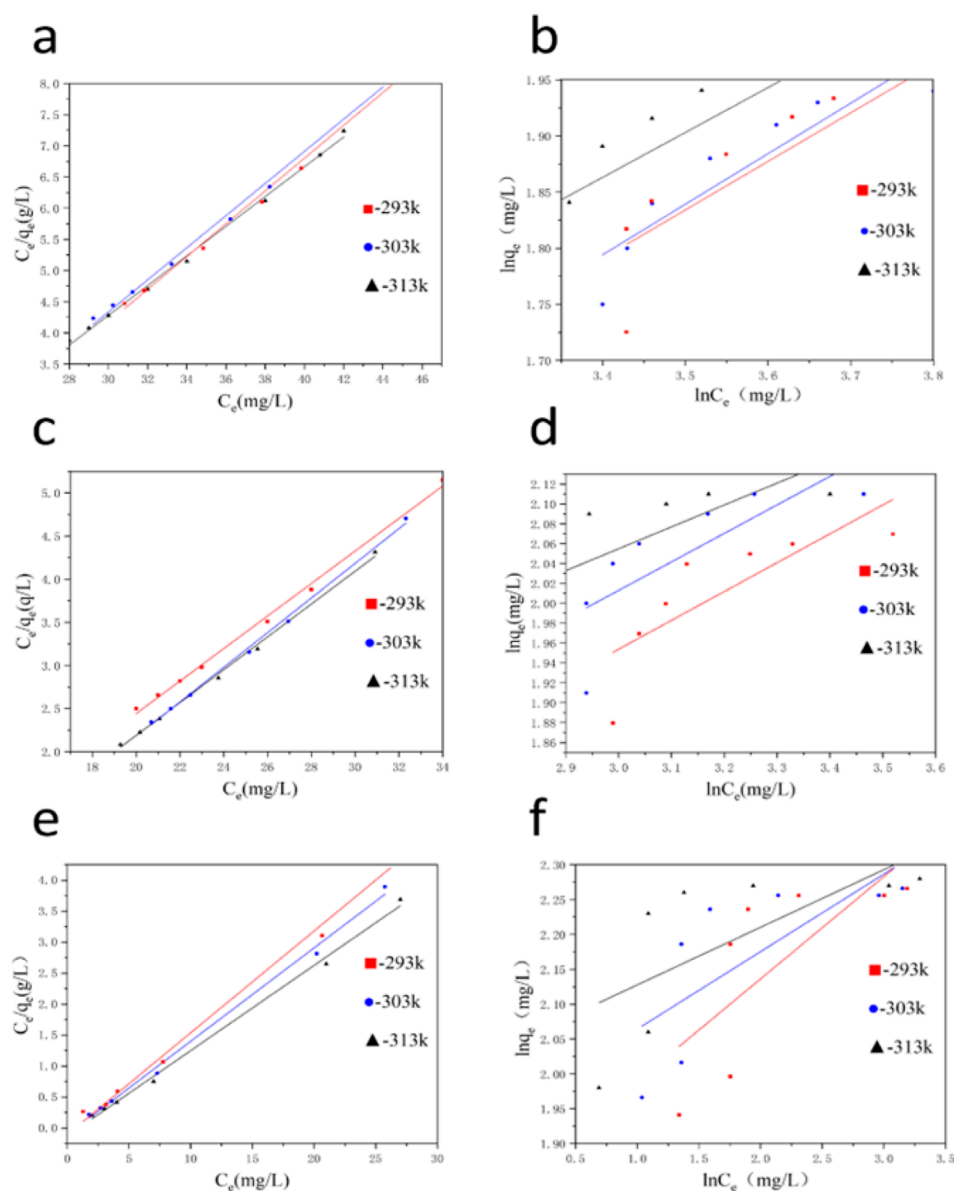 a
8.0
7.5
7.0
6.5
6.0
5.5
5.0
4.5
4.0
3.5
Cₑ/qₑ(g/L)
-293k
-303k
-313k
28 30 32 34 36 38 40 42 44 46
Cₑ(mg/L)
b
1.95
1.90
1.85
1.80
1.75
1.70
lnqₑ (mg/L)
-293k
-303k
-313k
3.4 3.5 3.6 3.7 3.8
lnCₑ (mg/L)
c
5.0
4.5
4.0
3.5
3.0
2.5
2.0
Cₑ/qₑ(q/L)
-293k
-303k
-313k
18 20 22 24 26 28 30 32 34
Cₑ(mg/L)
d
2.12
2.10
2.08
2.06
2.04
2.02
2.00
1.98
1.96
1.94
1.92
1.90
1.88
1.86
lnqₑ(mg/L)
-293k
-303k
-313k
2.9 3.0 3.1 3.2 3.3 3.4 3.5 3.6
lnCₑ(mg/L)
e
4.0
3.5
3.0
2.5
2.0
1.5
1.0
0.5
0.0
Cₑ/qₑ(g/L)
-293k
-303k
-313k
0 5 10 15 20 25 30
Cₑ(mg/L)
f
2.30
2.25
2.20
2.15
2.10
2.05
2.00
1.95
1.90
lnqₑ (mg/L)
-293k
-303k
-313k
0.5 1.0 1.5 2.0 2.5 3.0 3.5
lnCₑ (mg/L)